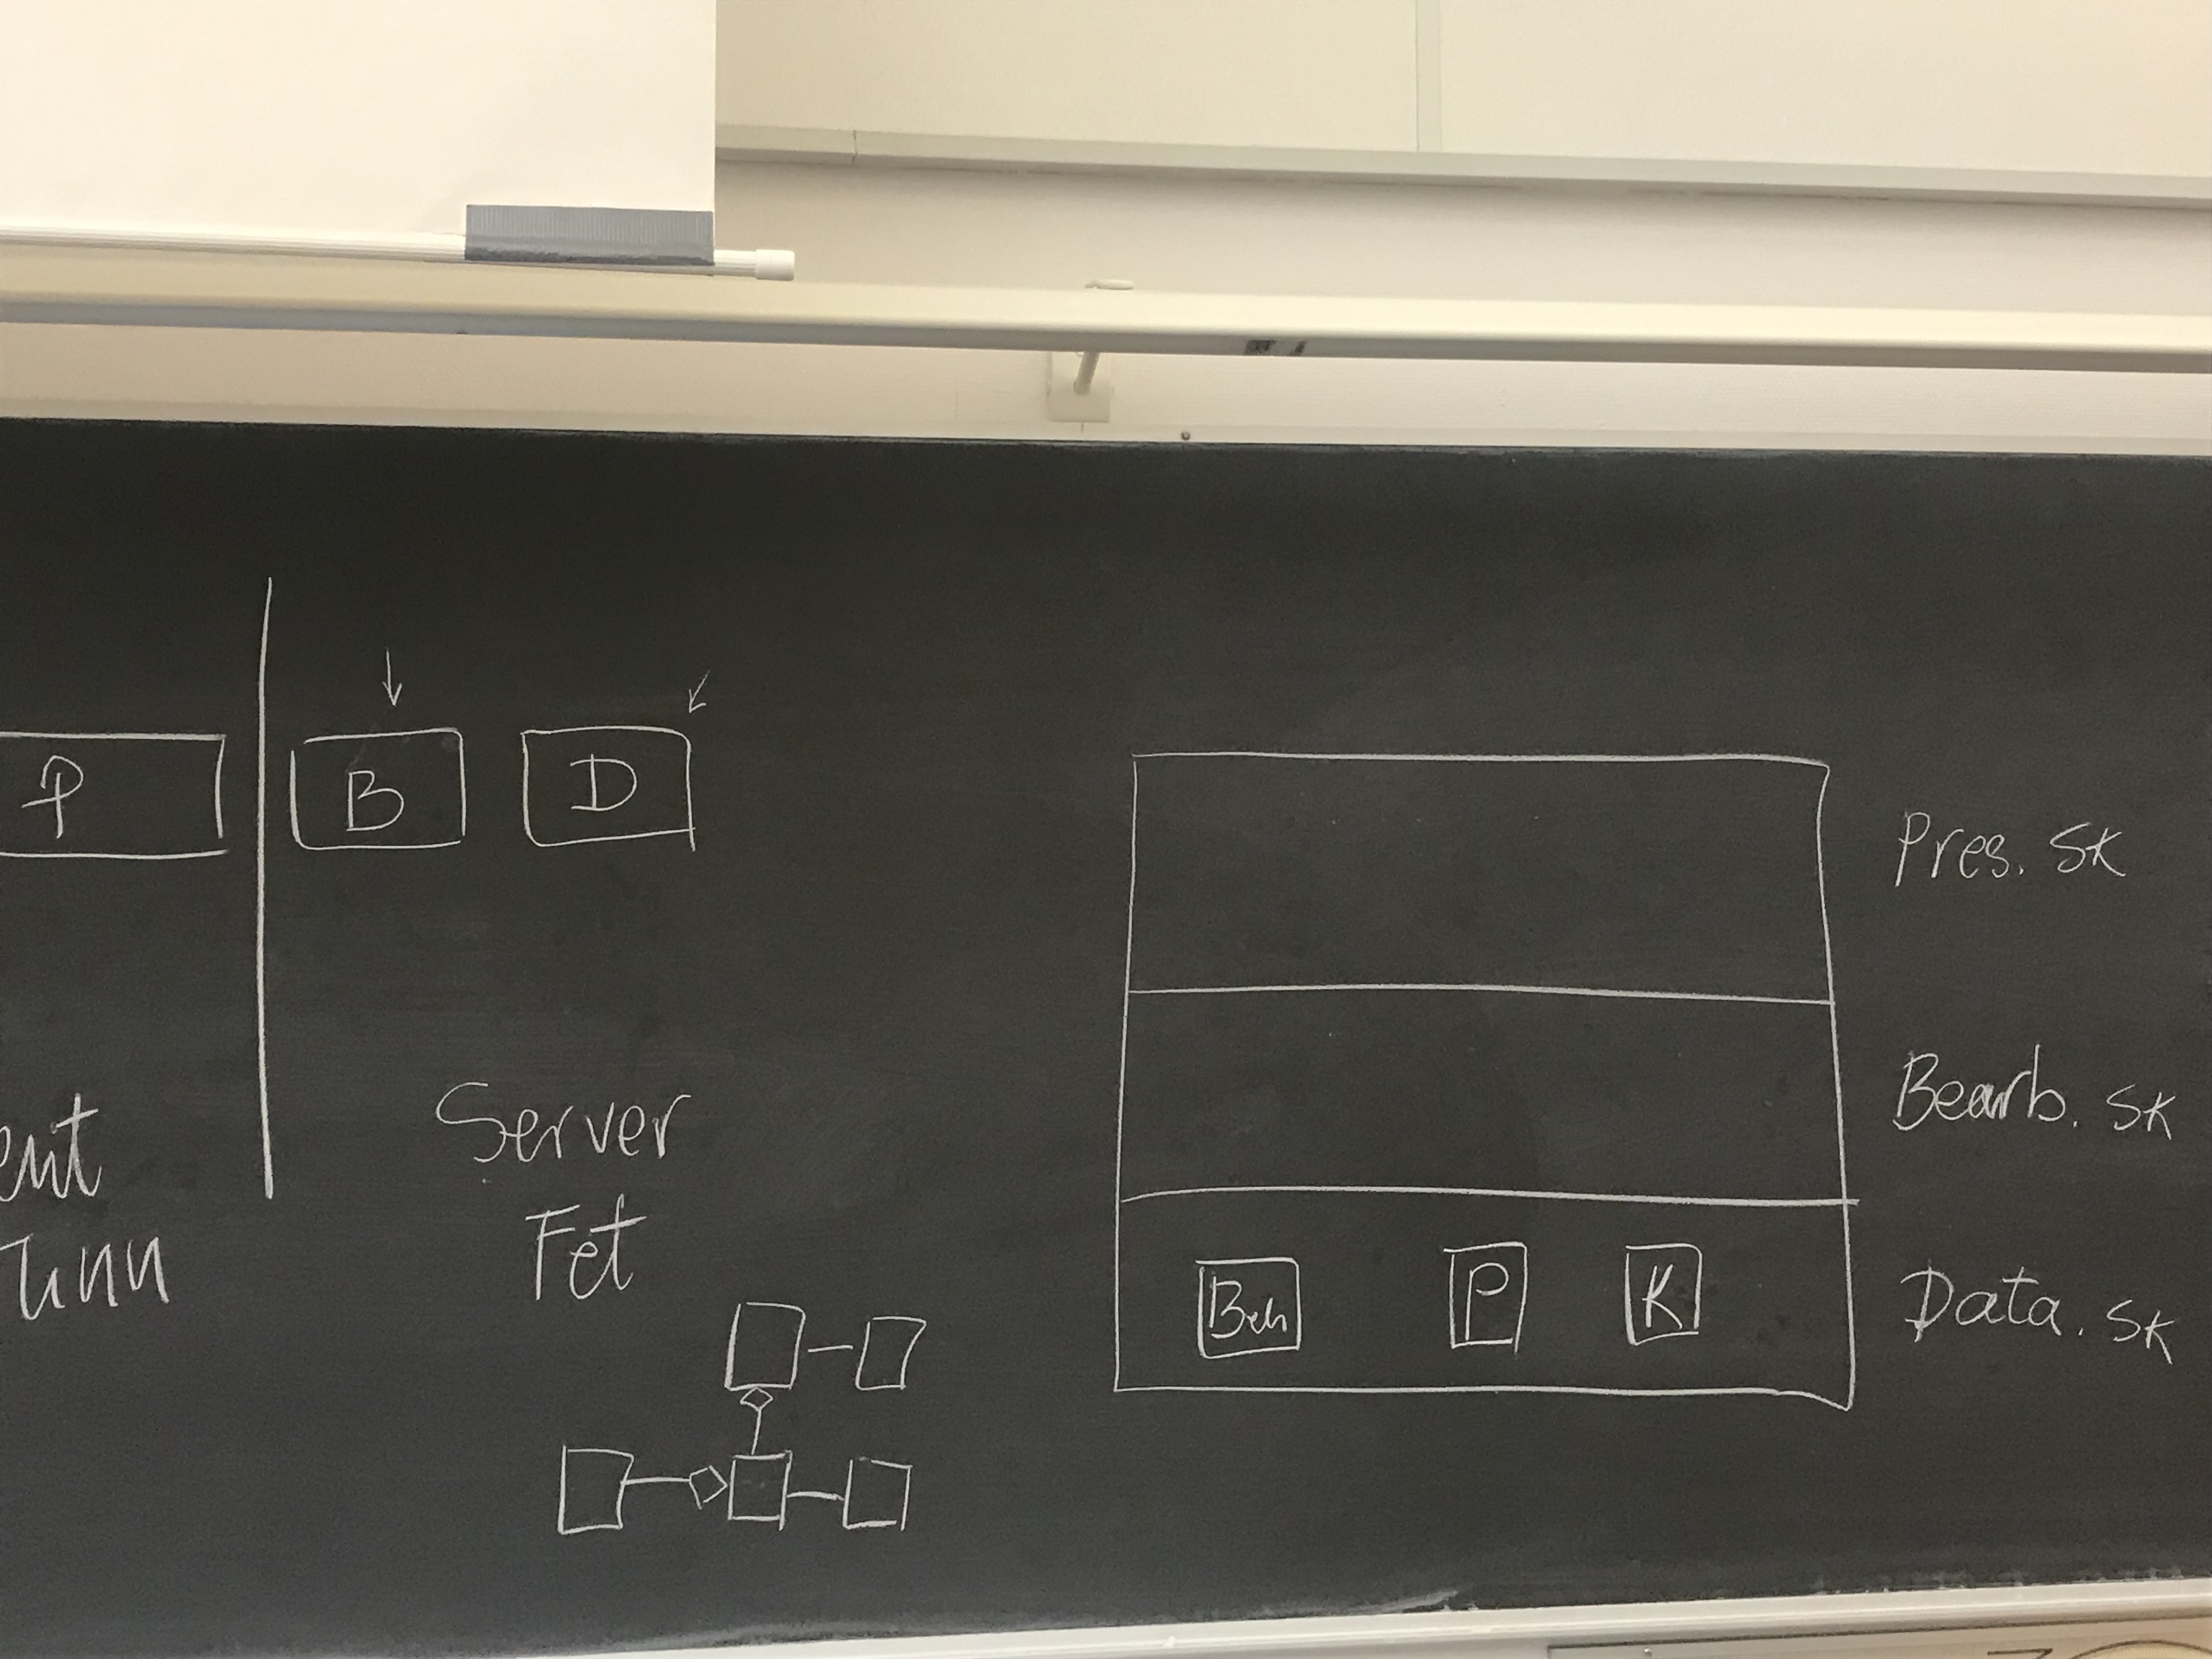 P
B
D
ent
Server
Tunn
Fet
Pres. sk
Bearb. sk
Beh
P
K
Data. sk